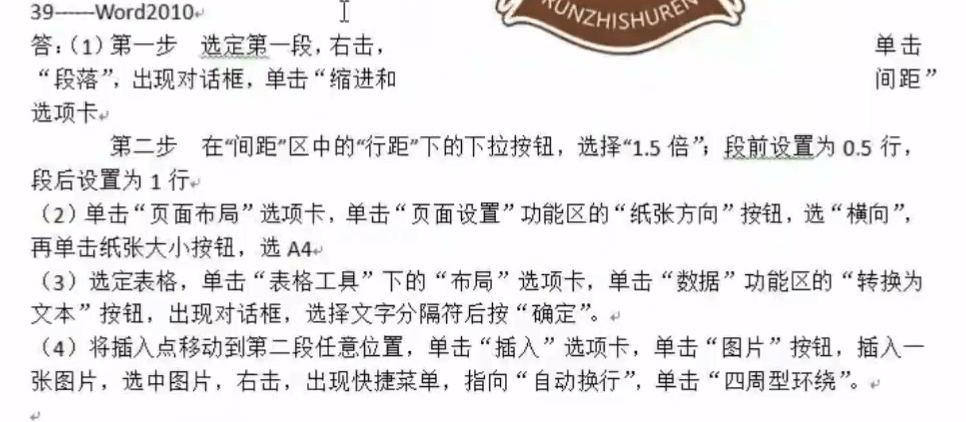 39——Word2010
RUNZHISHUREN
答：（1）第一步 选定第一段，右击， 单击
“段落”，出现对话框，单击“缩进和 间距”
选项卡
第二步 在“间距”区中的“行距”下的下拉按钮，选择“1.5 倍”；段前设置为 0.5 行，
段后设置为 1 行
（2）单击“页面布局”选项卡，单击“页面设置”功能区的“纸张方向”按钮，选“横向”，
再单击纸张大小按钮，选 A4
（3）选定表格，单击“表格工具”下的“布局”选项卡，单击“数据”功能区的“转换为
文本”按钮，出现对话框，选择文字分隔符后按“确定”。
（4）将插入点移动到第二段任意位置，单击“插入”选项卡，单击“图片”按钮，插入一
张图片，选中图片，右击，出现快捷菜单，指向“自动换行”，单击“四周型环绕”。